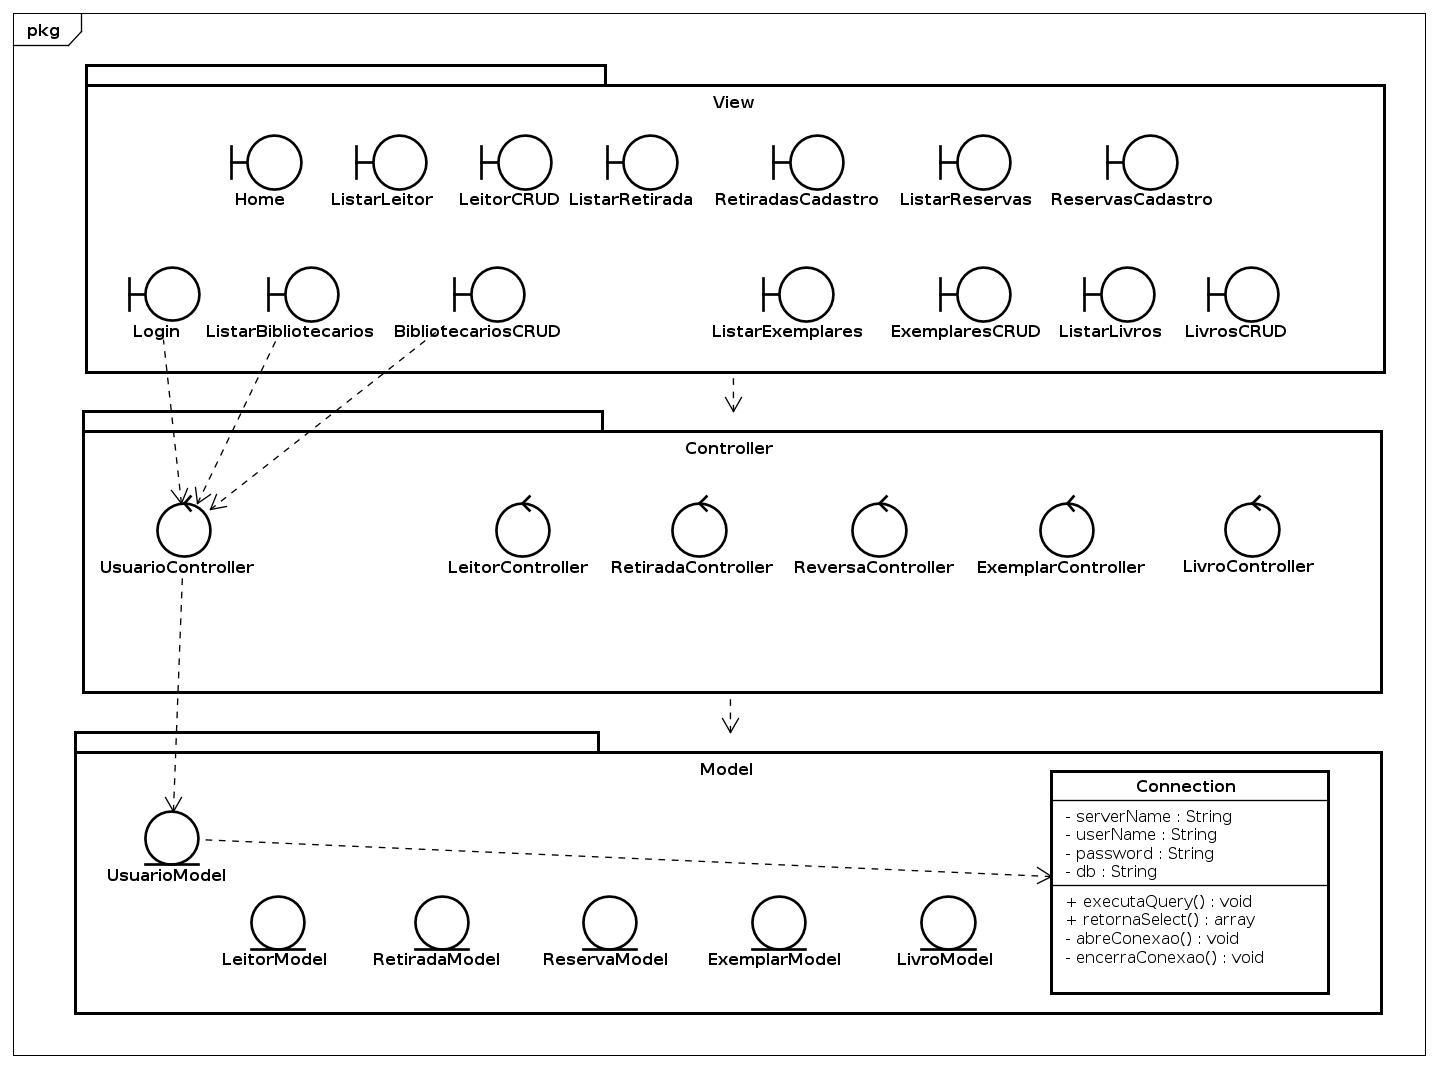 pkg
View
Home
ListarLeitor
LeitorCRUD
ListarRetirada
RetiradasCadastro
ListarReservas
ReservasCadastro
Login
ListarBibliotecarios
BibliotecariosCRUD
ListarExemplares
ExemplaresCRUD
ListarLivros
LivrosCRUD
Controller
UsuarioController
LeitorController
RetiradaController
ReversaController
ExemplarController
LivroController
Model
UsuarioModel
LeitorModel
RetiradaModel
ReservaModel
ExemplarModel
LivroModel
Connection
- serverName : String
- userName : String
- password : String
- db : String
+ executaQuery() : void
+ retornaSelect() : array
- abreConexao() : void
- encerraConexao() : void